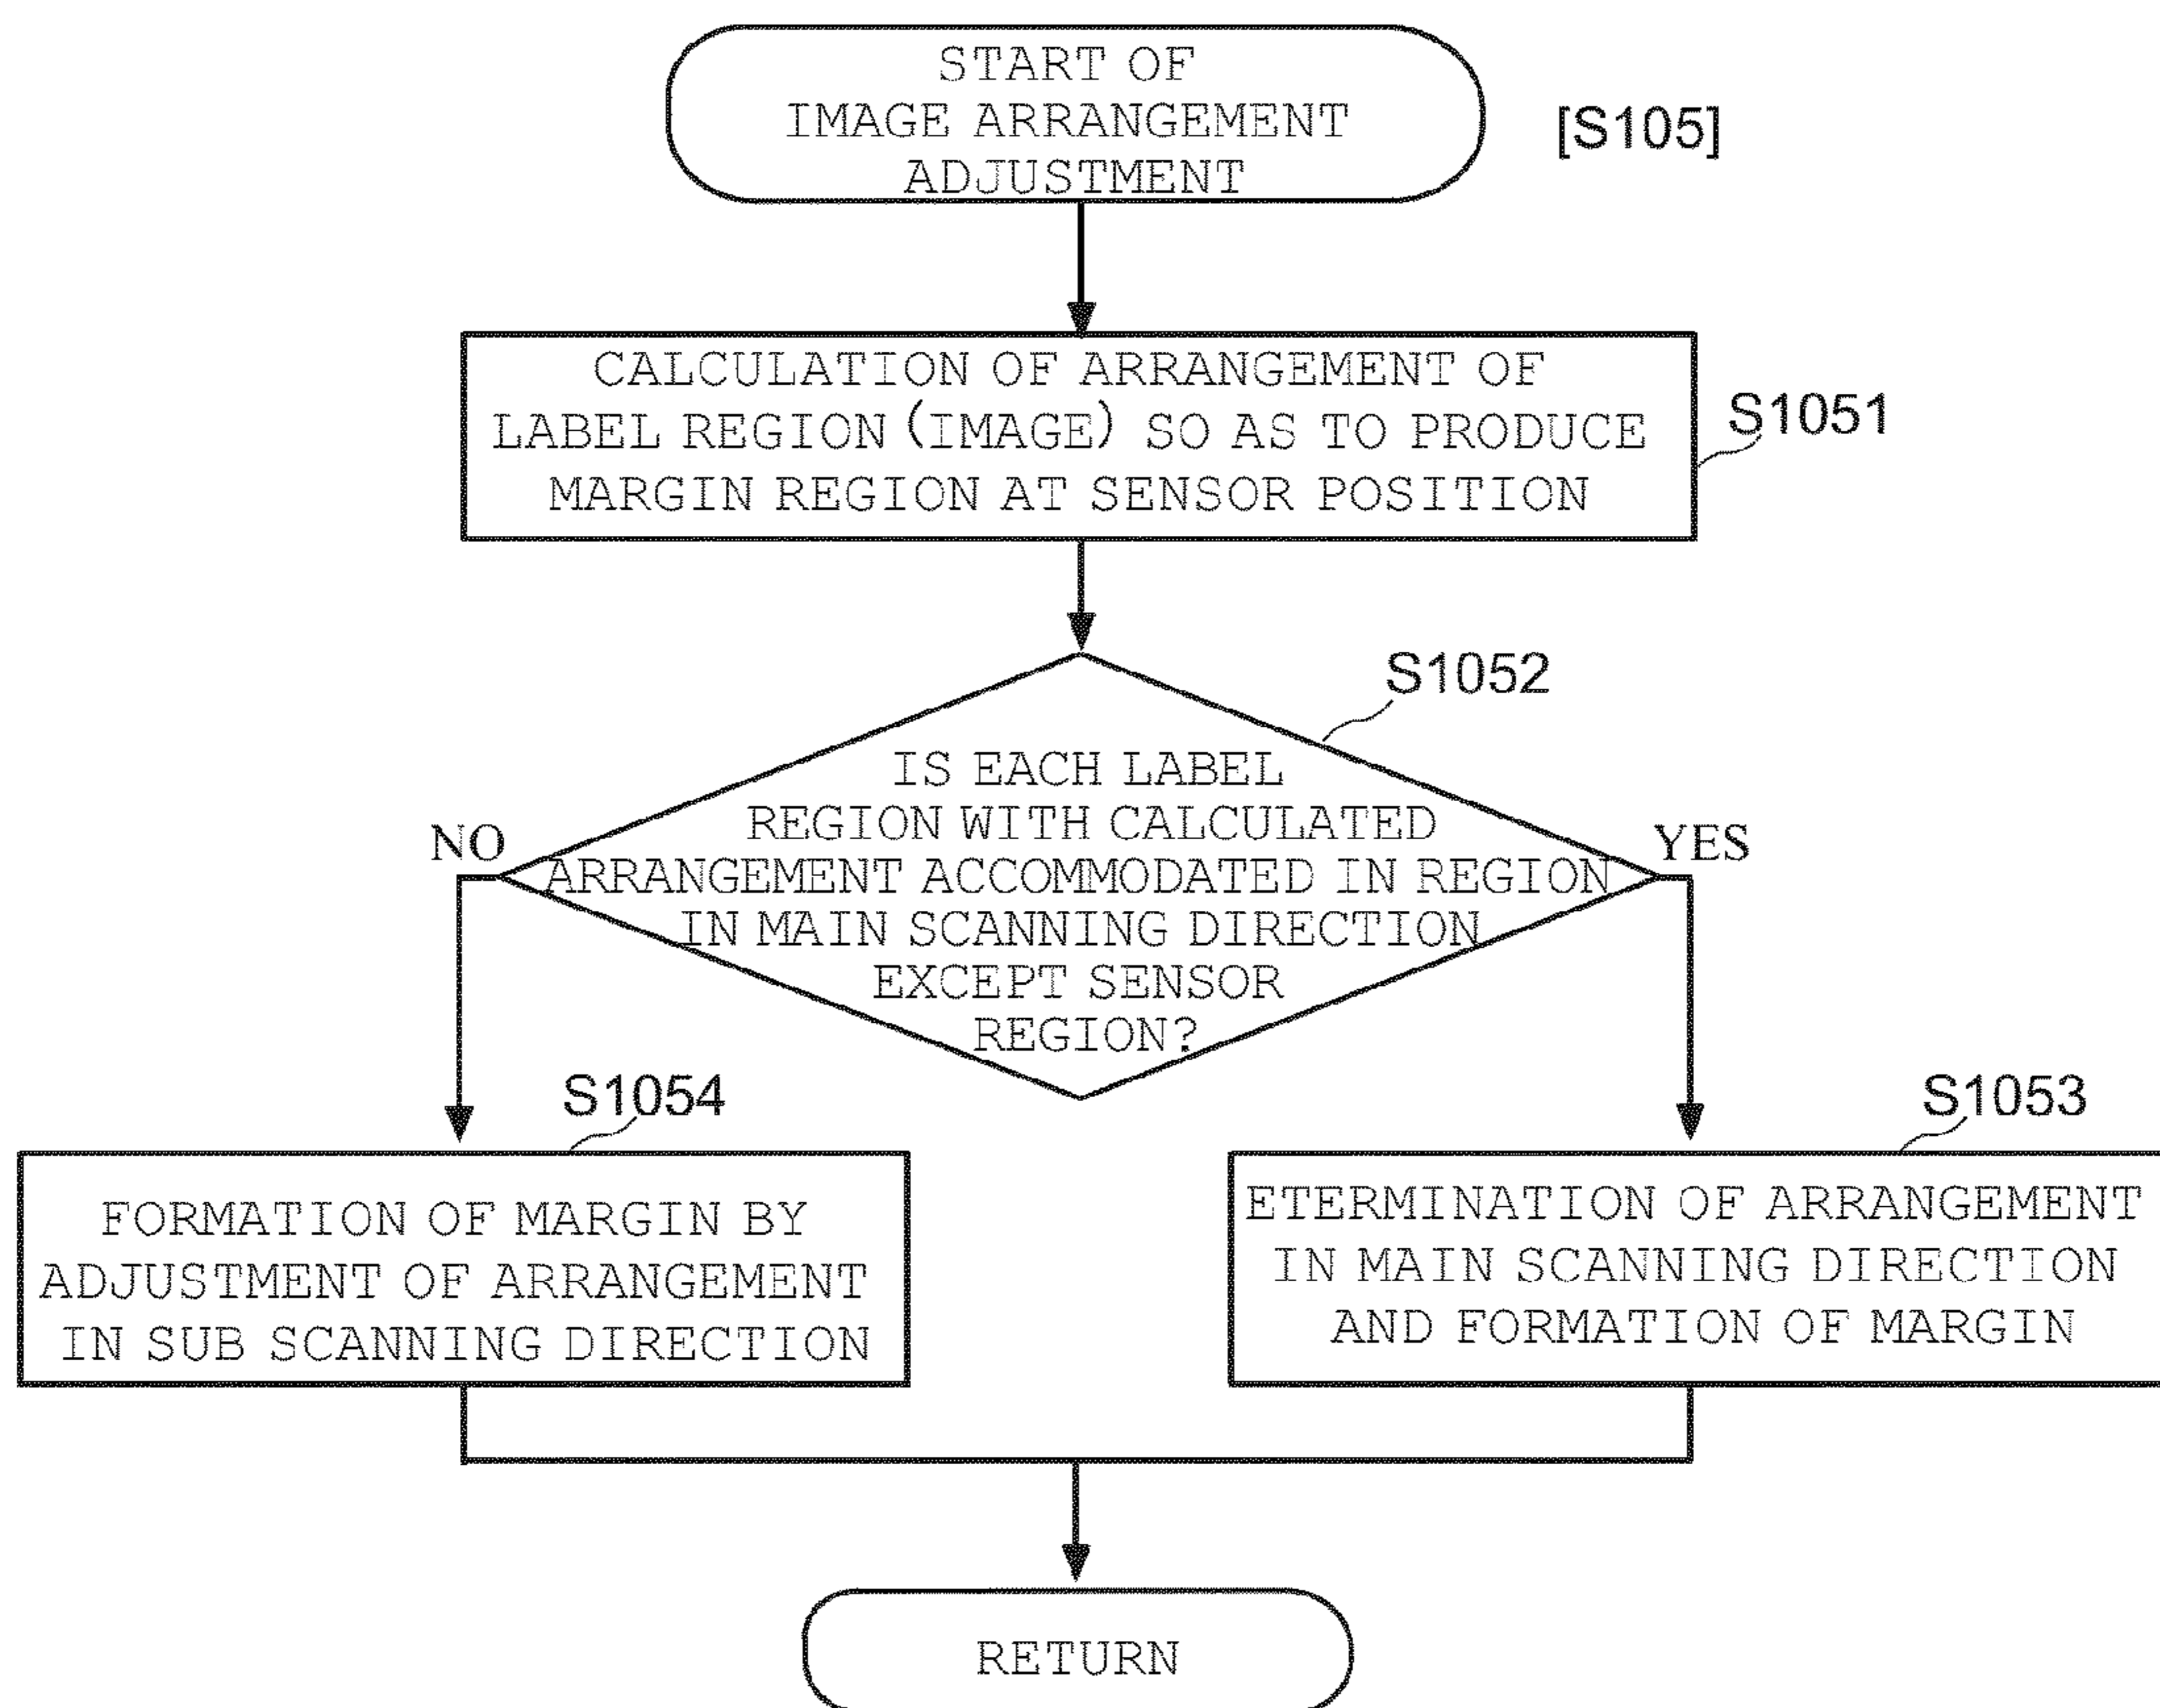 START OF
IMAGE ARRANGEMENT
ADJUSTMENT
[S105]
CALCULATION OF ARRANGEMENT OF
LABEL REGION (IMAGE) SO AS TO PRODUCE
MARGIN REGION AT SENSOR POSITION
S1051
S1052
IS EACH LABEL
REGION WITH CALCULATED
ARRANGEMENT ACCOMMODATED IN REGION
IN MAIN SCANNING DIRECTION
EXCEPT SENSOR
REGION?
NO
YES
S1054
FORMATION OF MARGIN BY
ADJUSTMENT OF ARRANGEMENT
IN SUB SCANNING DIRECTION
S1053
ETERMINATION OF ARRANGEMENT
IN MAIN SCANNING DIRECTION
AND FORMATION OF MARGIN
RETURN